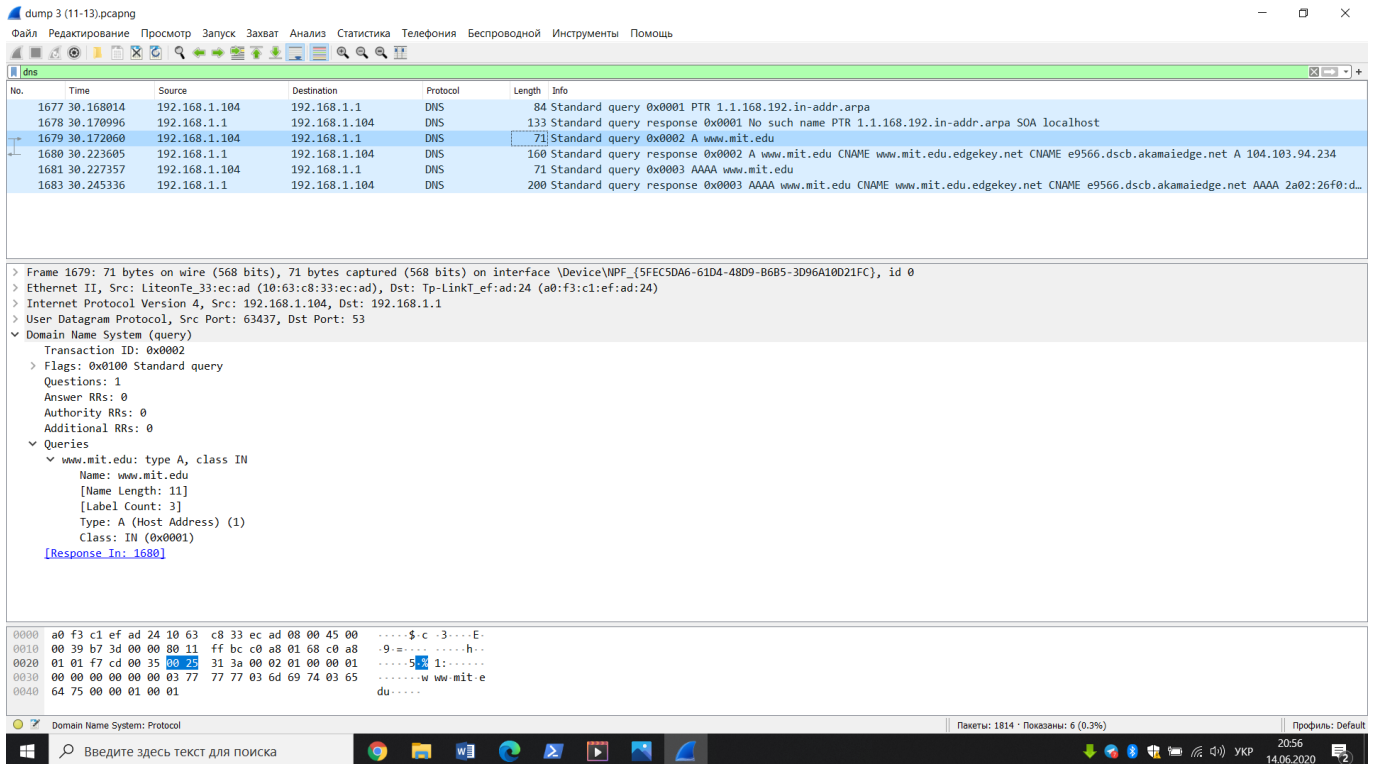 dump 3 (11-13).pcapng
Файл Редактирование Просмотр Запуск Захват Анализ Статистика Телефония Беспроводной Инструменты Помощь
dns
No. Time Source Destination Protocol Length Info
1677 30.168014 192.168.1.104 192.168.1.1 DNS 84 Standard query 0x0001 PTR 1.1.168.192.in-addr.arpa
1678 30.170996 192.168.1.1 192.168.1.104 DNS 133 Standard query response 0x0001 No such name PTR 1.1.168.192.in-addr.arpa SOA localhost
1679 30.172060 192.168.1.104 192.168.1.1 DNS 71 Standard query 0x0002 A www.mit.edu
1680 30.223605 192.168.1.1 192.168.1.104 DNS 160 Standard query response 0x0002 A www.mit.edu CNAME www.mit.edu.edgekey.net CNAME e9566.dscb.akamaiedge.net A 104.103.94.234
1681 30.227357 192.168.1.104 192.168.1.1 DNS 71 Standard query 0x0003 AAAA www.mit.edu
1683 30.245336 192.168.1.1 192.168.1.104 DNS 200 Standard query response 0x0003 AAAA www.mit.edu CNAME www.mit.edu.edgekey.net CNAME e9566.dscb.akamaiedge.net AAAA 2a02:26f0:d…
Frame 1679: 71 bytes on wire (568 bits), 71 bytes captured (568 bits) on interface \Device\NPF_{5FEC5DA6-61D4-48D9-B6B5-3D96A10D21FC}, id 0
Ethernet II, Src: LiteonTe_33:ec:ad (10:63:c8:33:ec:ad), Dst: Tp-LinkT_ef:ad:24 (a0:f3:c1:ef:ad:24)
Internet Protocol Version 4, Src: 192.168.1.104, Dst: 192.168.1.1
User Datagram Protocol, Src Port: 63437, Dst Port: 53
Domain Name System (query)
Transaction ID: 0x0002
Flags: 0x0100 Standard query
Questions: 1
Answer RRs: 0
Authority RRs: 0
Additional RRs: 0
Queries
www.mit.edu: type A, class IN
Name: www.mit.edu
[Name Length: 11]
[Label Count: 3]
Type: A (Host Address) (1)
Class: IN (0x0001)
[Response In: 1680]
0000 a0 f3 c1 ef ad 24 10 63 c8 33 ec ad 08 00 45 00 ·····$·c ·3····E·
0010 00 39 b7 3d 00 00 80 11 ff bc c0 a8 01 68 c0 a8 ·9·=···· ·····h··
0020 01 01 f7 cd 00 35 00 25 31 3a 00 02 01 00 00 01 ·····5·% 1:······
0030 00 00 00 00 00 00 03 77 77 77 03 6d 69 74 03 65 ·······w ww·mit·e
0040 64 75 00 00 01 00 01 du·····
Domain Name System: Protocol Пакеты: 1814 · Показаны: 6 (0.3%) Профиль: Default
Введите здесь текст для поиска УКР 20:56
14.06.2020 2